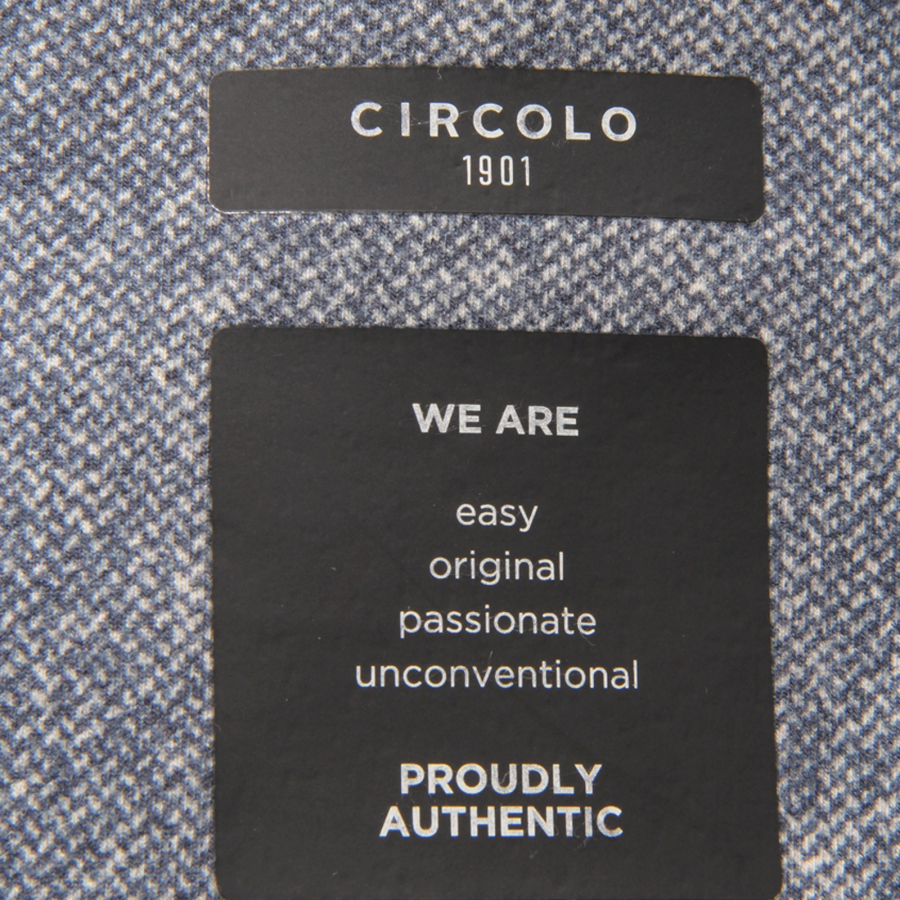 CIRCOLO
1901
WE ARE
easy
original
passionate
unconventional
PROUDLY
AUTHENTIC